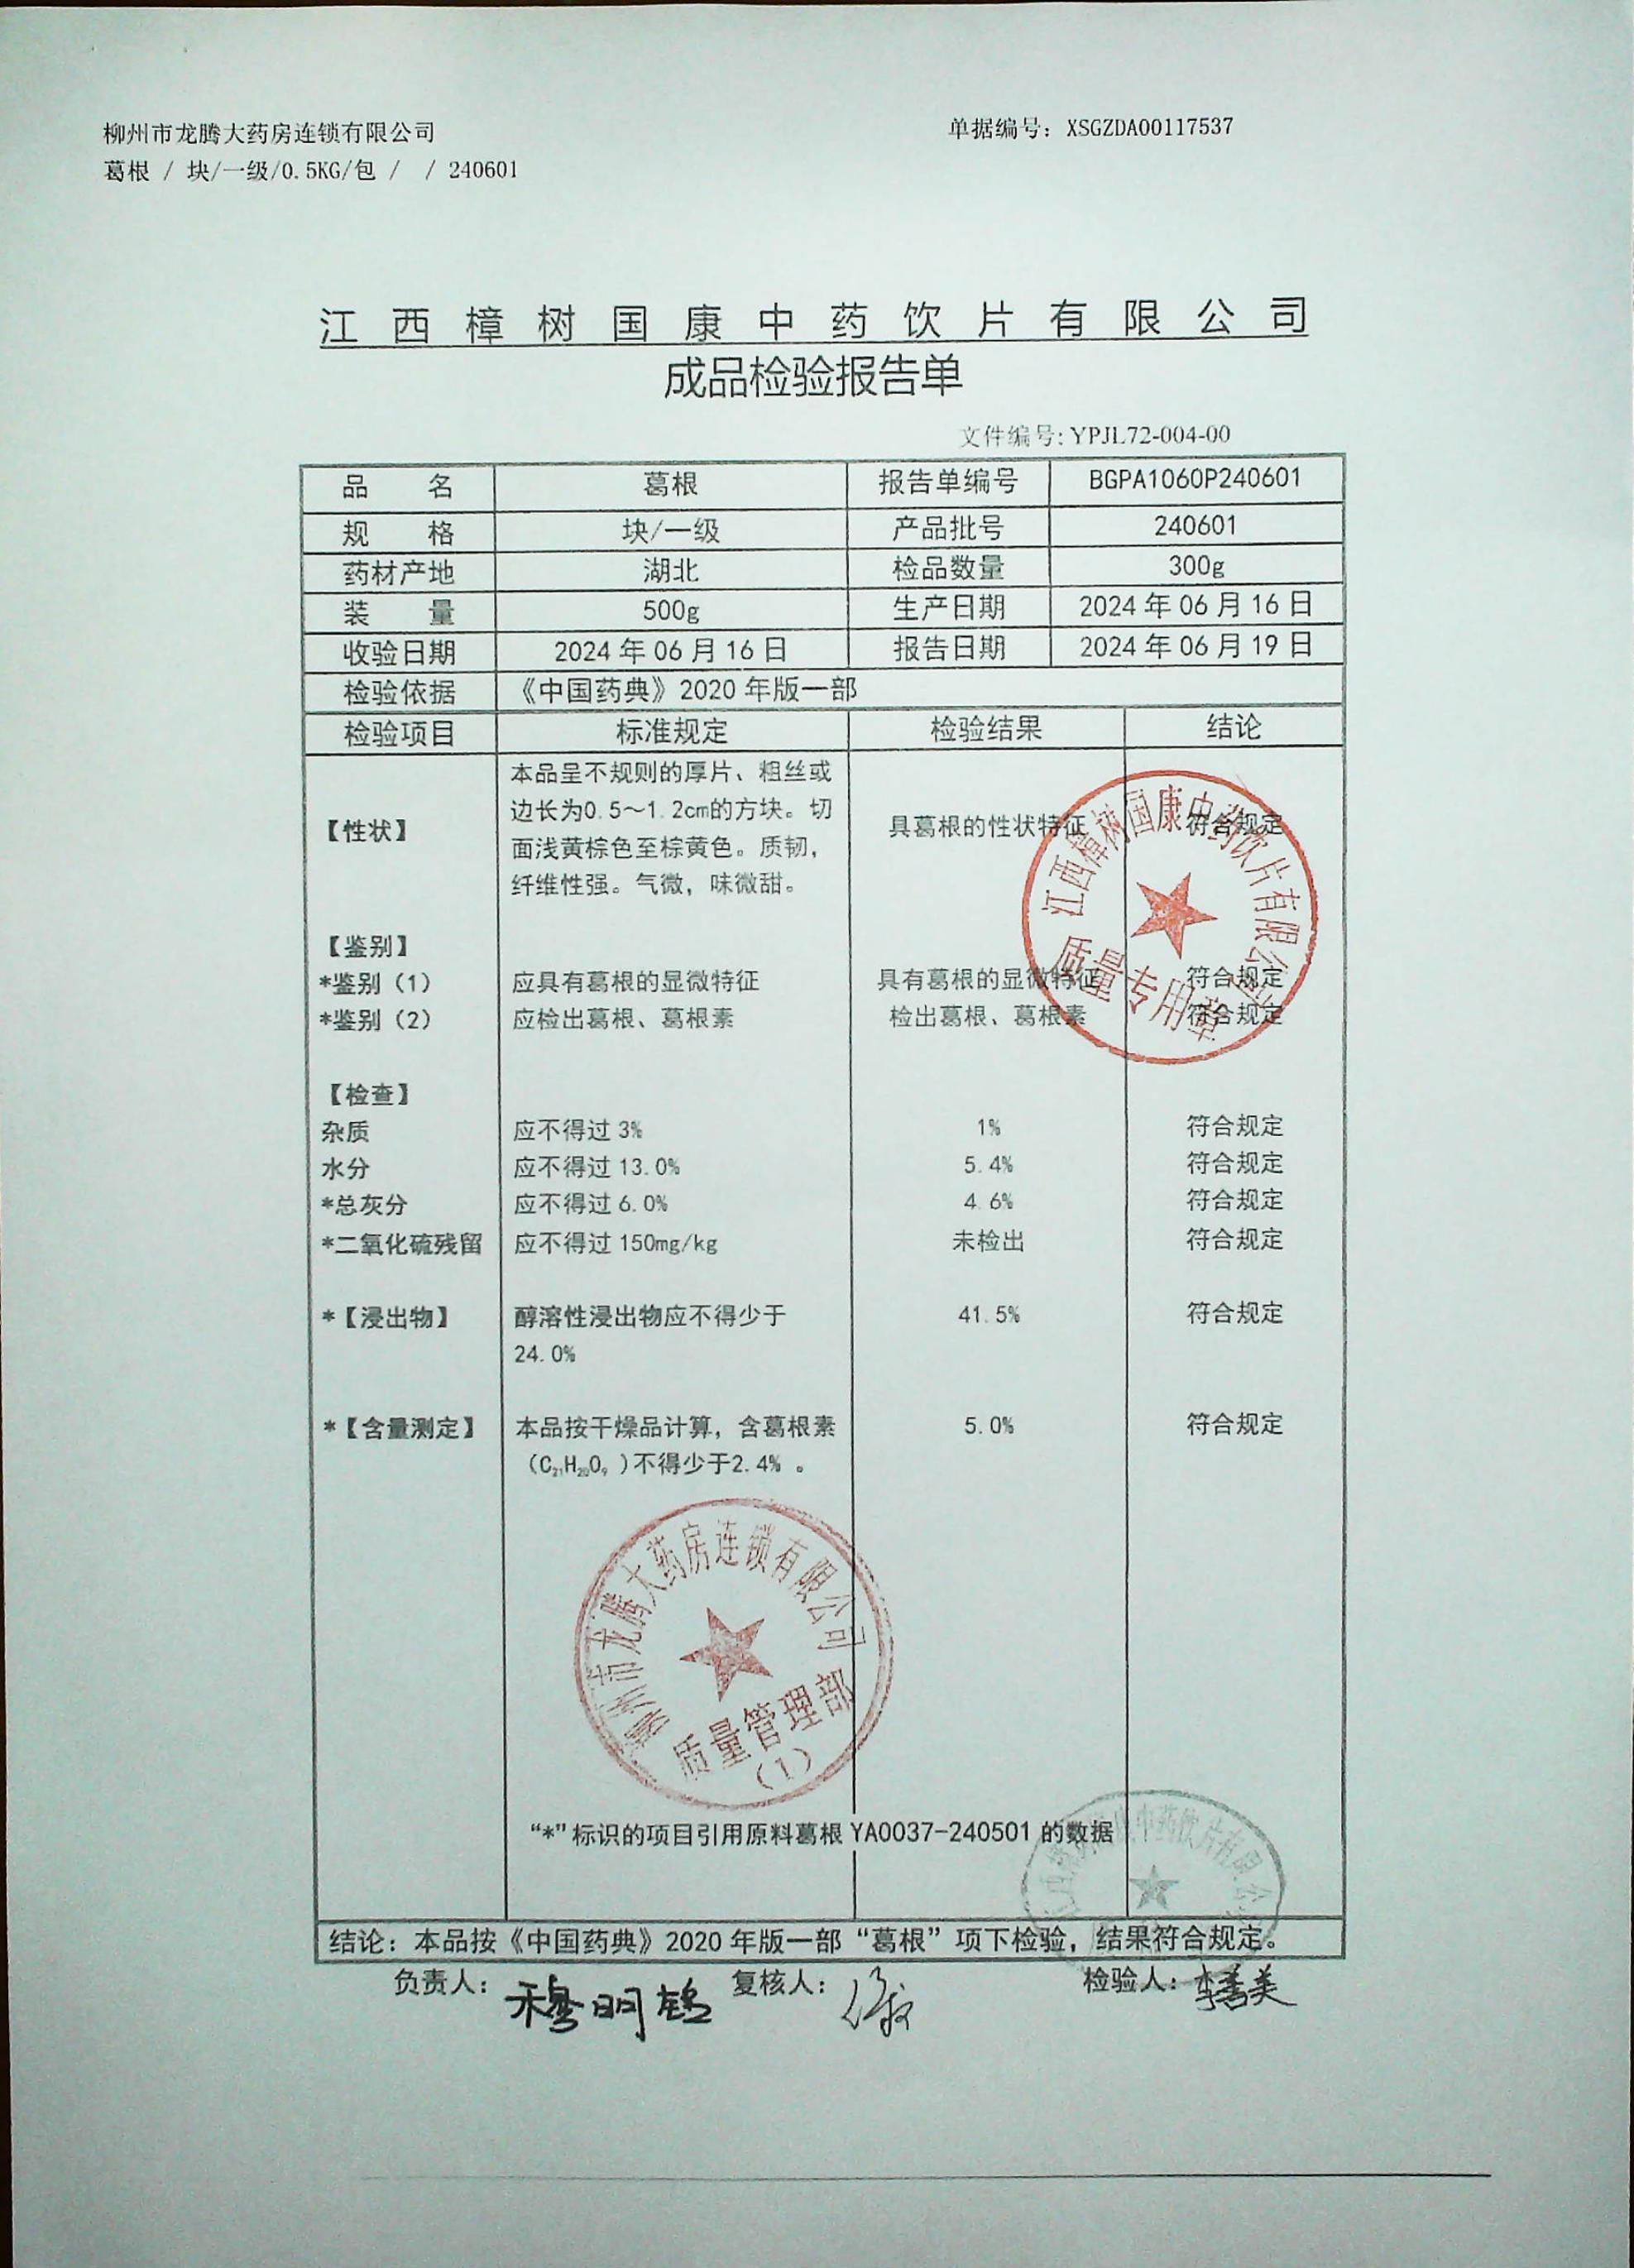 柳州市龙腾大药房连锁有限公司 单据编号：XSGZDA00117537
葛根 / 块/一级/0.5KG/包 / / 240601
江西樟树国康中药饮片有限公司
成品检验报告单
文件编号:YPJL72-004-00
品名 葛根 报告单编号 BGPA1060P240601
规格 块/一级 产品批号 240601
药材产地 湖北 检品数量 300g
装量 500g 生产日期 2024年06月16日
收验日期 2024年06月16日 报告日期 2024年06月19日
检验依据 《中国药典》2020年版一部
检验项目 标准规定 检验结果 结论
本品呈不规则的厚片、粗丝或
边长为0.5～1.2cm的方块。切
【性状】 具葛根的性状特征 符合规定
面浅黄棕色至棕黄色。质韧，
纤维性强。气微，味微甜。
【鉴别】
*鉴别（1） 应具有葛根的显微特征 具有葛根的显微特征 符合规定
*鉴别（2） 应检出葛根、葛根素 检出葛根、葛根素 符合规定
江西樟树国康中药饮片有限公司
质量专用章
【检查】
杂质 应不得过3% 1% 符合规定
水分 应不得过13.0% 5.4% 符合规定
*总灰分 应不得过6.0% 4.6% 符合规定
*二氧化硫残留 应不得过150mg/kg 未检出 符合规定
*【浸出物】 醇溶性浸出物应不得少于 41.5% 符合规定
24.0%
*【含量测定】 本品按干燥品计算，含葛根素 5.0% 符合规定
（C₂₁H₂₀O₉）不得少于2.4%。
柳州市龙腾大药房连锁有限公司
质量管理部
（1）
“*”标识的项目引用原料葛根YA0037-240501的数据
结论：本品按《中国药典》2020年版一部“葛根”项下检验，结果符合规定。
负责人： 复核人： 检验人：